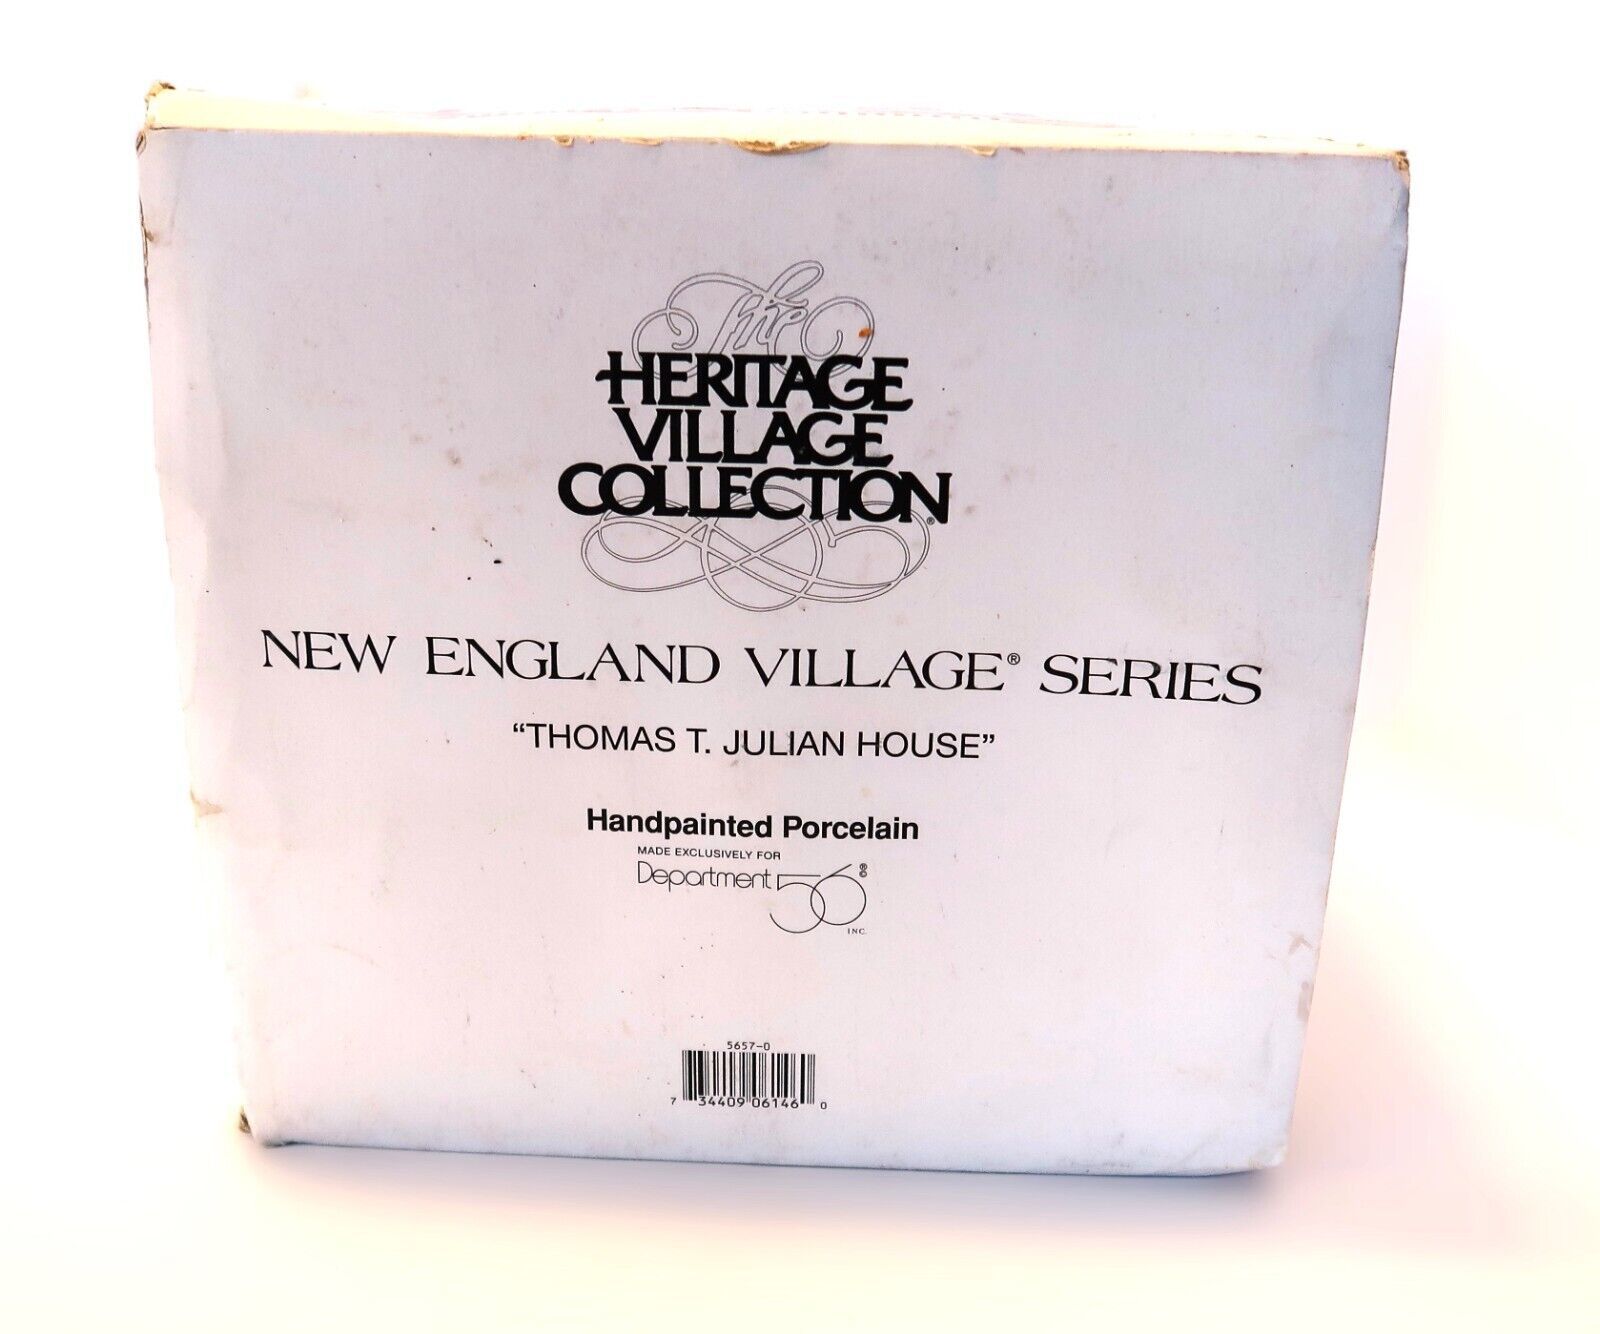 The
HERITAGE
VILLAGE
COLLECTION®
NEW ENGLAND VILLAGE® SERIES
“THOMAS T. JULIAN HOUSE”
Handpainted Porcelain
MADE EXCLUSIVELY FOR
Department 56®
INC.
5657-0
7 34409 06146 0